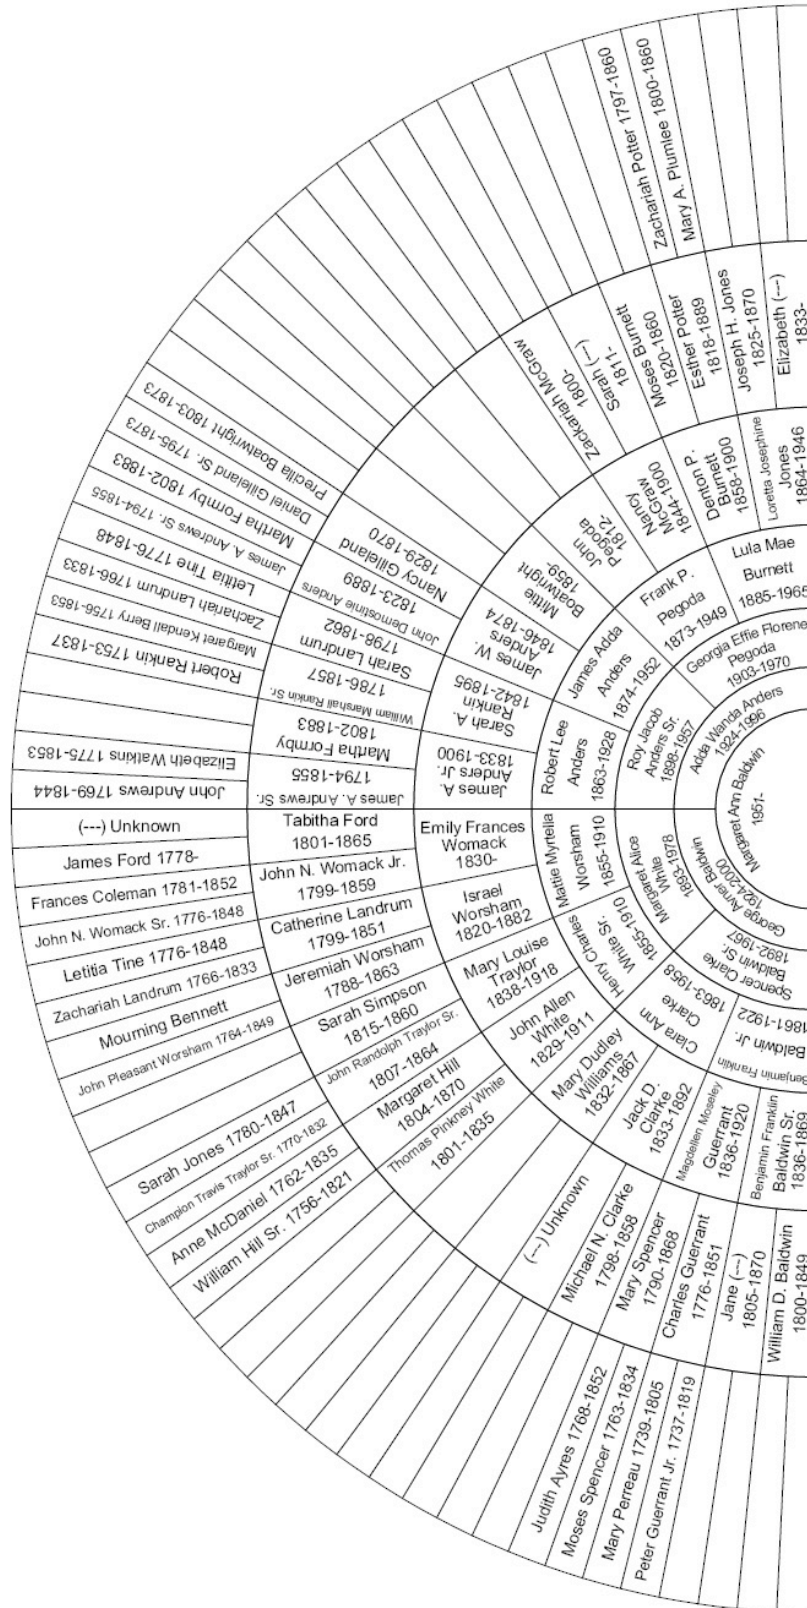 Margaret Ann Baldwin
1951-
Adda Wanda Anders
1924-1996
George Avner Baldwin
1924-2000
Georgia Effie Florene
Pegoda
1903-1970
Roy Jacob
Anders Sr.
1898-1957
Margaret Alice
White
1893-1978
Spencer Clarke
Baldwin Sr.
1892-1967
Lula Mae
Burnett
1885-1965
Frank P.
Pegoda
1873-1949
James Adda
Anders
1874-1952
Robert Lee
Anders
1863-1928
Mattie Myrtelia
Worsham
1855-1910
Henry Charles
White Sr.
1855-1910
Clara Ann
Clarke
1863-1958
Benjamin Franklin
Baldwin Jr.
1861-1922
Loretta Josephine
Jones
1864-1946
Denton P.
Burnett
1858-1900
Nancy
McGraw
1844-1900
John
Pegoda
1812-
Mittie
Boatwright
1859-
James W.
Anders
1846-1874
Sarah A.
Rankin
1842-1895
James A.
Anders Jr.
1833-1900
Emily Frances
Womack
1830-
Israel
Worsham
1820-1882
Mary Louise
Traylor
1838-1918
John Allen
White
1829-1911
Mary Dudley
Williams
1832-1867
Jack D.
Clarke
1833-1892
Magdellen Moseley
Guerrant
1836-1920
Benjamin Franklin
Baldwin Sr.
1836-1869
Elizabeth (---)
1833-
Joseph H. Jones
1825-1870
Esther Potter
1818-1889
Moses Burnett
1820-1860
Sarah (---)
1811-
Zackariah McGraw
1800-
Nancy Gilleland
1829-1870
John Demostinie Anders
1823-1889
Sarah Landrum
1798-1862
William Marshall Rankin Sr.
1786-1857
Martha Formby
1802-1883
James A. Andrews Sr.
1794-1855
Tabitha Ford
1801-1865
John N. Womack Jr.
1799-1859
Catherine Landrum
1799-1851
Jeremiah Worsham
1788-1863
Sarah Simpson
1815-1860
John Randolph Traylor Sr.
1807-1864
Margaret Hill
1804-1870
Thomas Pinkney White
1801-1835
(---) Unknown
Michael N. Clarke
1798-1858
Mary Spencer
1790-1868
Charles Guerrant
1776-1851
Jane (---)
1805-1870
William D. Baldwin
1800-1849
Mary A. Plumlee 1800-1860
Zachariah Potter 1797-1860
Precilla Boatwright 1803-1873
Daniel Gilleland Sr. 1795-1873
Martha Formby 1802-1883
James A. Andrews Sr. 1794-1855
Letitia Tine 1776-1848
Zachariah Landrum 1766-1833
Margaret Kendall Berry 1756-1853
Robert Rankin 1753-1837
Elizabeth Watkins 1775-1853
John Andrews 1769-1844
(---) Unknown
James Ford 1778-
Frances Coleman 1781-1852
John N. Womack Sr. 1776-1848
Letitia Tine 1776-1848
Zachariah Landrum 1766-1833
Mourning Bennett
John Pleasant Worsham 1764-1849
Sarah Jones 1780-1847
Champion Travis Traylor Sr. 1770-1832
Anne McDaniel 1762-1835
William Hill Sr. 1756-1821
Judith Ayres 1768-1852
Moses Spencer 1763-1834
Mary Perreau 1739-1805
Peter Guerrant Jr. 1737-1819